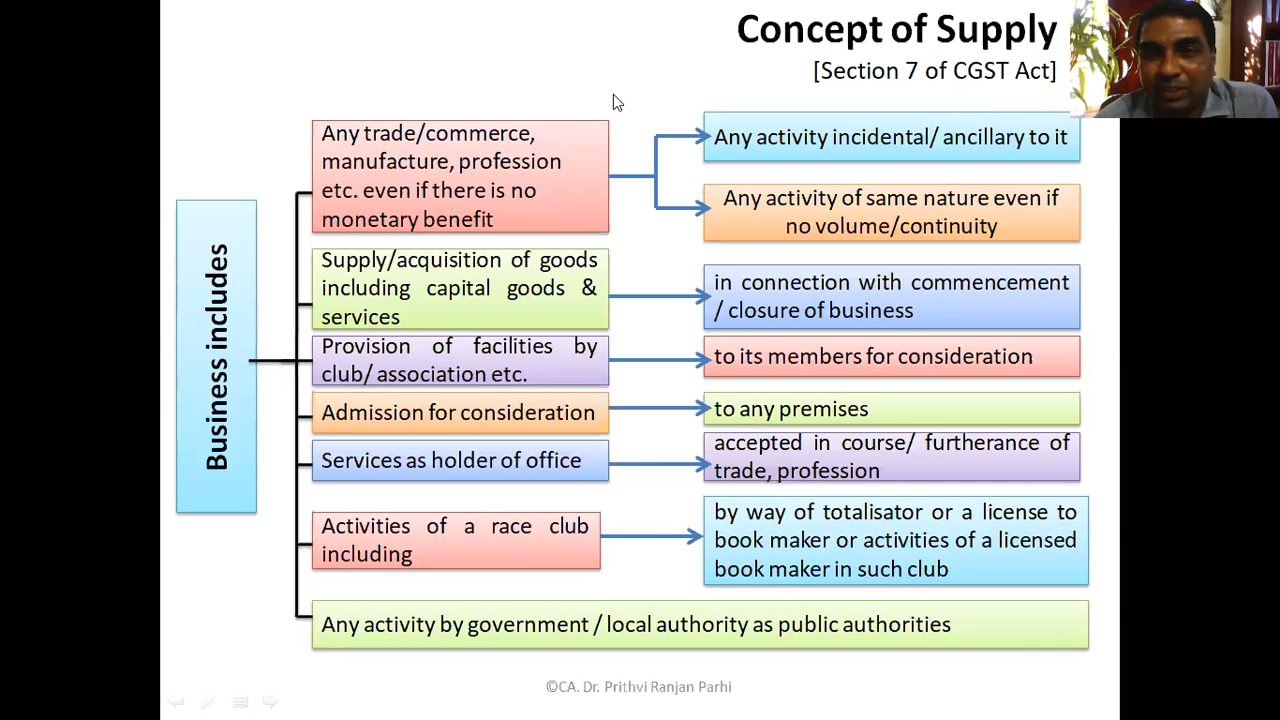 Concept of Supply
[Section 7 of CGST Act]
Business includes
Any trade/commerce,
manufacture, profession
etc. even if there is no
monetary benefit
Any activity incidental/ ancillary to it
Any activity of same nature even if
no volume/continuity
Supply/acquisition of goods
including capital goods &
services
in connection with commencement
/ closure of business
Provision of facilities by
club/ association etc.
to its members for consideration
Admission for consideration
to any premises
Services as holder of office
accepted in course/ furtherance of
trade, profession
Activities of a race club
including
by way of totalisator or a license to
book maker or activities of a licensed
book maker in such club
Any activity by government / local authority as public authorities
©CA. Dr. Prithvi Ranjan Parhi